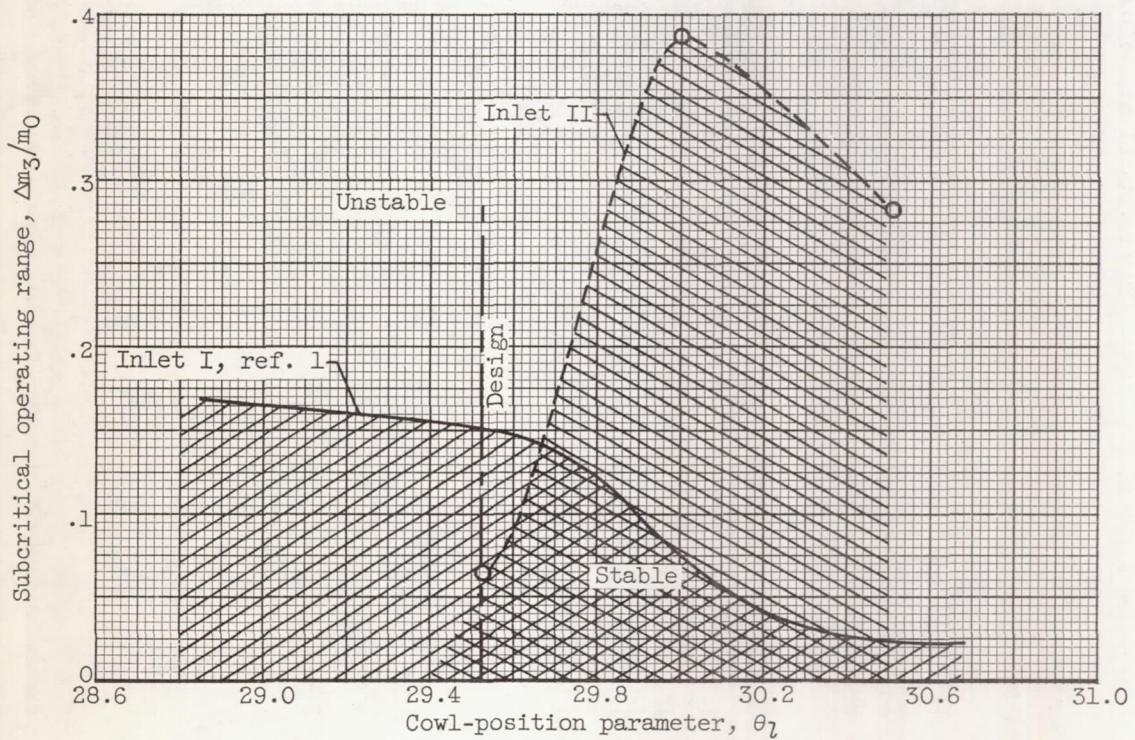 .4
.3
.2
.1
0
Subcritical operating range, Δm3/m0
Inlet II
Unstable
Design
Inlet I, ref. 1
Stable
28.6 29.0 29.4 29.8 30.2 30.6 31.0
Cowl-position parameter, θl